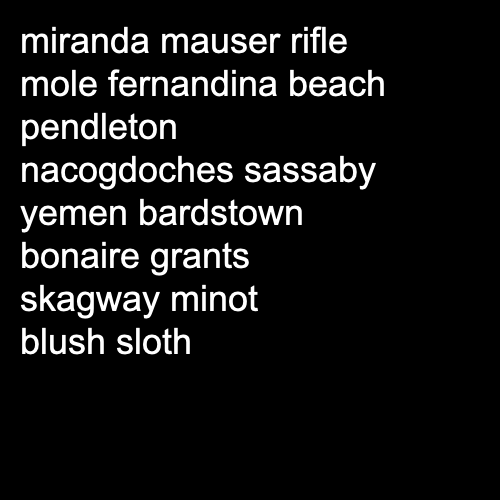 miranda mauser rifle
mole fernandina beach
pendleton
nacogdoches sassaby
yemen bardstown
bonaire grants
skagway minot
blush sloth